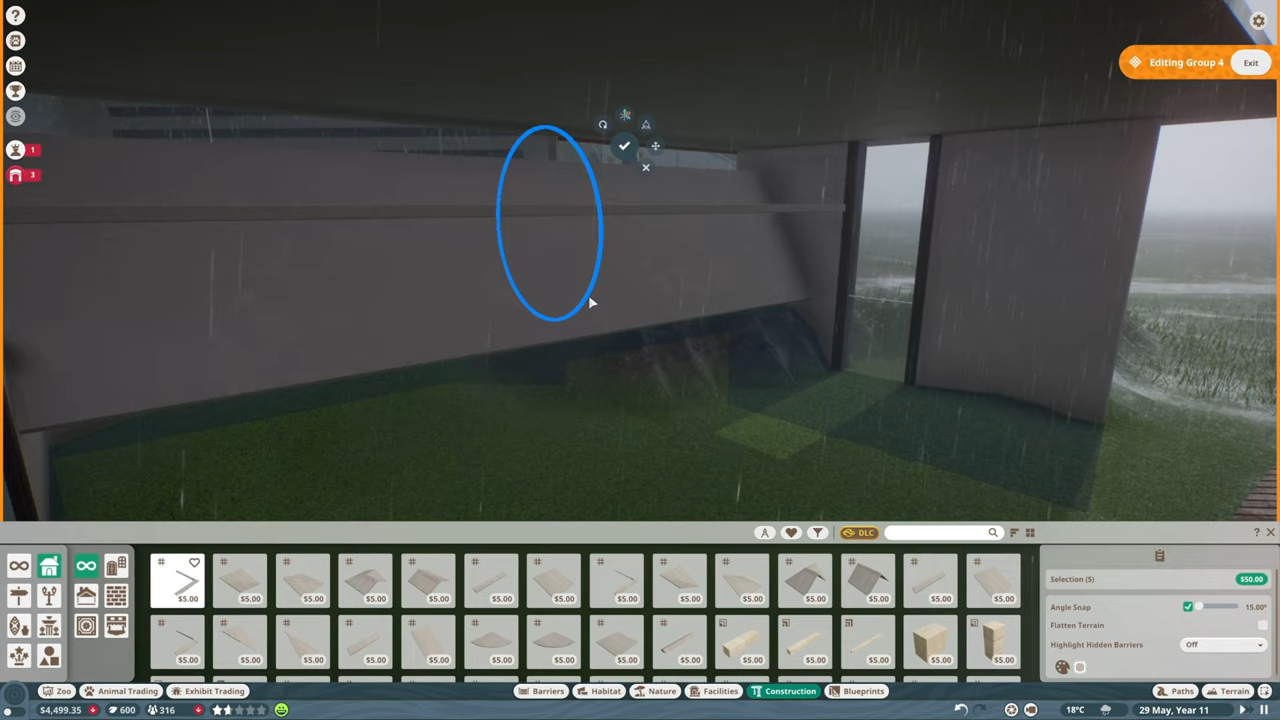 ?
Editing Group 4 Exit
1
3
DLC
? ×
$5.00 $5.00 $5.00 $5.00 $5.00 $5.00 $5.00 $5.00 $5.00 $5.00 $5.00 $5.00 $5.00 $5.00
Selection (5) $50.00
Angle Snap 15.00°
Flatten Terrain
Highlight Hidden Barriers Off
$5.00 $5.00 $5.00 $5.00 $5.00 $5.00 $5.00 $5.00 $5.00 $5.00 $5.00 $5.00 $5.00 $5.00
Zoo Animal Trading Exhibit Trading Barriers Habitat Nature Facilities Construction Blueprints Paths Terrain
$4,499.35 600 316 18°C 29 May, Year 11